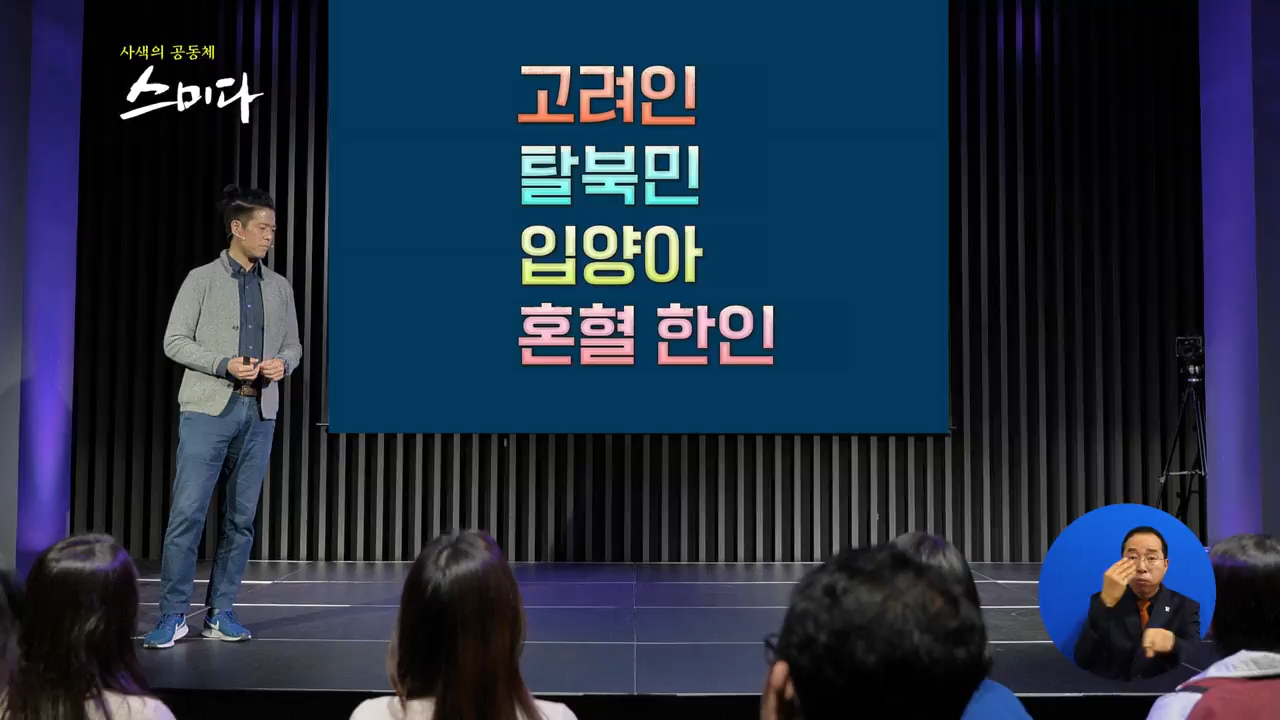 사색의 공동체
스미다
고려인
탈북민
입양아
혼혈 한인